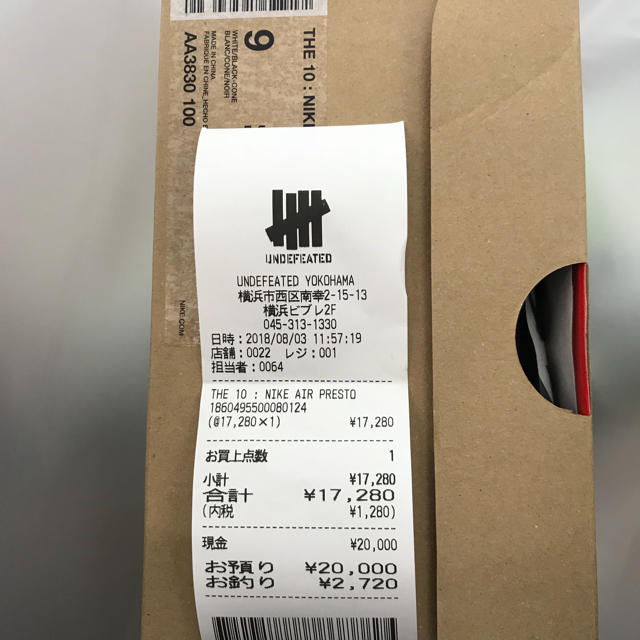 THE 10 : NIKE
9
WHITE/BLACK-CONE
BLANC/CONE/NOIR
MADE IN CHINA
FABRIQUE EN CHINE, HECHO E
AA3830 100
NIKE.COM
UNDEFEATED
UNDEFEATED YOKOHAMA
横浜市西区南幸2-15-13
横浜ビブレ2F
045-313-1330
日時:2018/08/03 11:57:19
店舗:0022 レジ:001
担当者:0064
THE 10 : NIKE AIR PRESTO
1860495500080124
(@17,280×1) ¥17,280
お買上点数 1
小計 ¥17,280
合計 ¥17,280
(内税 ¥1,280)
現金 ¥20,000
お預り ¥20,000
お釣り ¥2,720